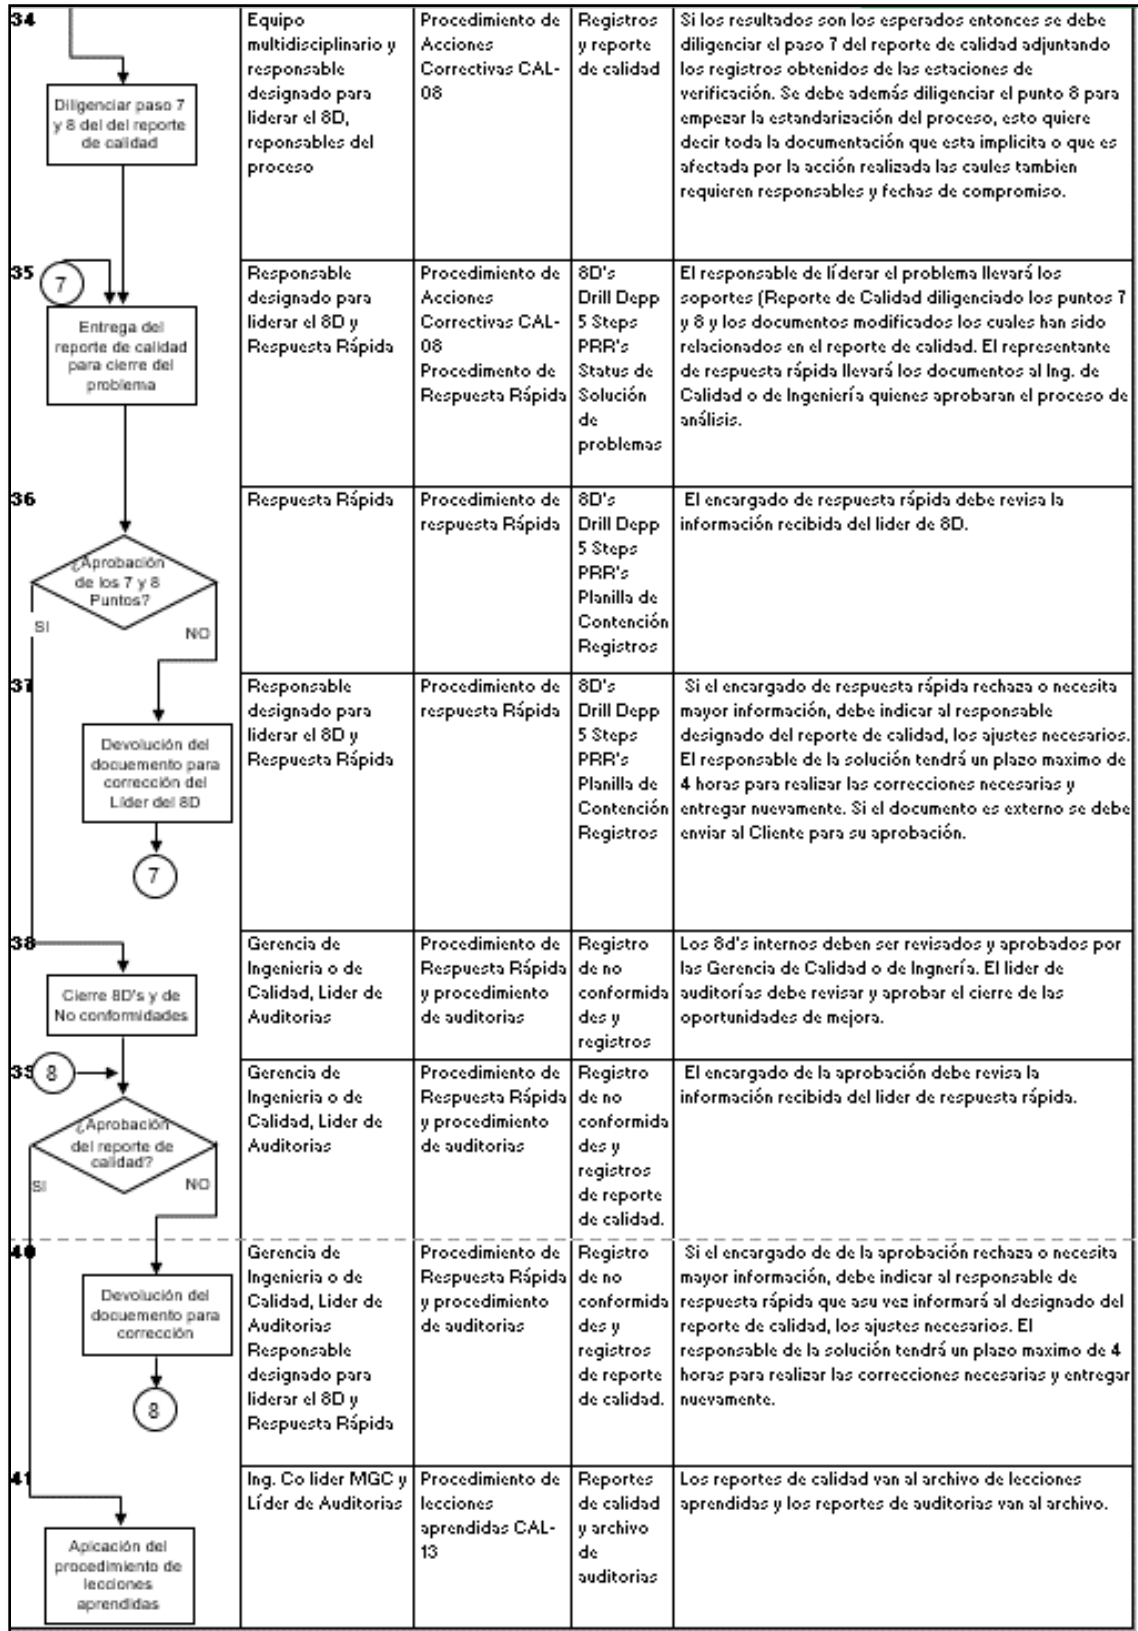 34
Diligenciar paso 7
y 8 del del reporte
de calidad
Equipo
multidisciplinario y
responsable
designado para
liderar el 8D,
reponsables del
proceso
Procedimiento de
Acciones
Correctivas CAL-
08
Registros
y reporte
de calidad
Si los resultados son los esperados entonces se debe
diligenciar el paso 7 del reporte de calidad adjuntando
los registros obtenidos de las estaciones de
verificación. Se debe además diligenciar el punto 8 para
empezar la estandarización del proceso, esto quiere
decir toda la documentación que esta implicita o que es
afectada por la acción realizada las caules tambien
requieren responsables y fechas de compromiso.
35
7
Entrega del
reporte de calidad
para cierre del
problema
Responsable
designado para
liderar el 8D y
Respuesta Rápida
Procedimiento de
Acciones
Correctivas CAL-
08
Procedimento de
Respuesta Rápida
8D's
Drill Depp
5 Steps
PRR's
Status de
Solución
de
problemas
El responsable de líderar el problema llevará los
soportes (Reporte de Calidad diligenciado los puntos 7
y 8 y los documentos modificados los cuales han sido
relacionados en el reporte de calidad. El representante
de respuesta rápida llevará los documentos al Ing. de
Calidad o de Ingeniería quienes aprobaran el proceso de
análisis.
36
¿Aprobación
de los 7 y 8
Puntos?
SI
NO
Respuesta Rápida
Procedimiento de
respuesta Rápida
8D's
Drill Depp
5 Steps
PRR's
Planilla de
Contención
Registros
El encargado de respuesta rápida debe revisa la
información recibida del lider de 8D.
37
Devolución del
docuemento para
corrección del
Líder del 8D
7
Responsable
designado para
liderar el 8D y
Respuesta Rápida
Procedimiento de
respuesta Rápida
8D's
Drill Depp
5 Steps
PRR's
Planilla de
Contención
Registros
Si el encargado de respuesta rápida rechaza o necesita
mayor información, debe indicar al responsable
designado del reporte de calidad, los ajustes necesarios.
El responsable de la solución tendrá un plazo maximo de
4 horas para realizar las correcciones necesarias y
entregar nuevamente. Si el documento es externo se debe
enviar al Cliente para su aprobación.
38
Cierre 8D's y de
No conformidades
Gerencia de
Ingenieria o de
Calidad, Lider de
Auditorias
Procedimiento de
Respuesta Rápida
y procedimiento
de auditorias
Registro
de no
conformida
des y
registros
Los 8d's internos deben ser revisados y aprobados por
las Gerencia de Calidad o de Ingnería. El lider de
auditorías debe revisar y aprobar el cierre de las
oportunidades de mejora.
39
8
¿Aprobación
del reporte de
calidad?
SI
NO
Gerencia de
Ingenieria o de
Calidad, Lider de
Auditorias
Procedimiento de
Respuesta Rápida
y procedimiento
de auditorias
Registro
de no
conformida
des y
registros
de reporte
de calidad.
El encargado de la aprobación debe revisa la
información recibida del lider de respuesta rápida.
40
Devolución del
docuemento para
corrección
8
Gerencia de
Ingenieria o de
Calidad, Lider de
Auditorias
Responsable
designado para
liderar el 8D y
Respuesta Rápida
Procedimiento de
Respuesta Rápida
y procedimiento
de auditorias
Registro
de no
conformida
des y
registros
de reporte
de calidad.
Si el encargado de de la aprobación rechaza o necesita
mayor información, debe indicar al responsable de
respuesta rápida que asu vez informará al designado del
reporte de calidad, los ajustes necesarios. El
responsable de la solución tendrá un plazo maximo de 4
horas para realizar las correcciones necesarias y entregar
nuevamente.
41
Apicación del
procedimiento de
lecciones
aprendidas
Ing. Co lider MGC y
Líder de Auditorias
Procedimiento de
lecciones
aprendidas CAL-
13
Reportes
de calidad
y archivo
de
auditorias
Los reportes de calidad van al archivo de lecciones
aprendidas y los reportes de auditorias van al archivo.